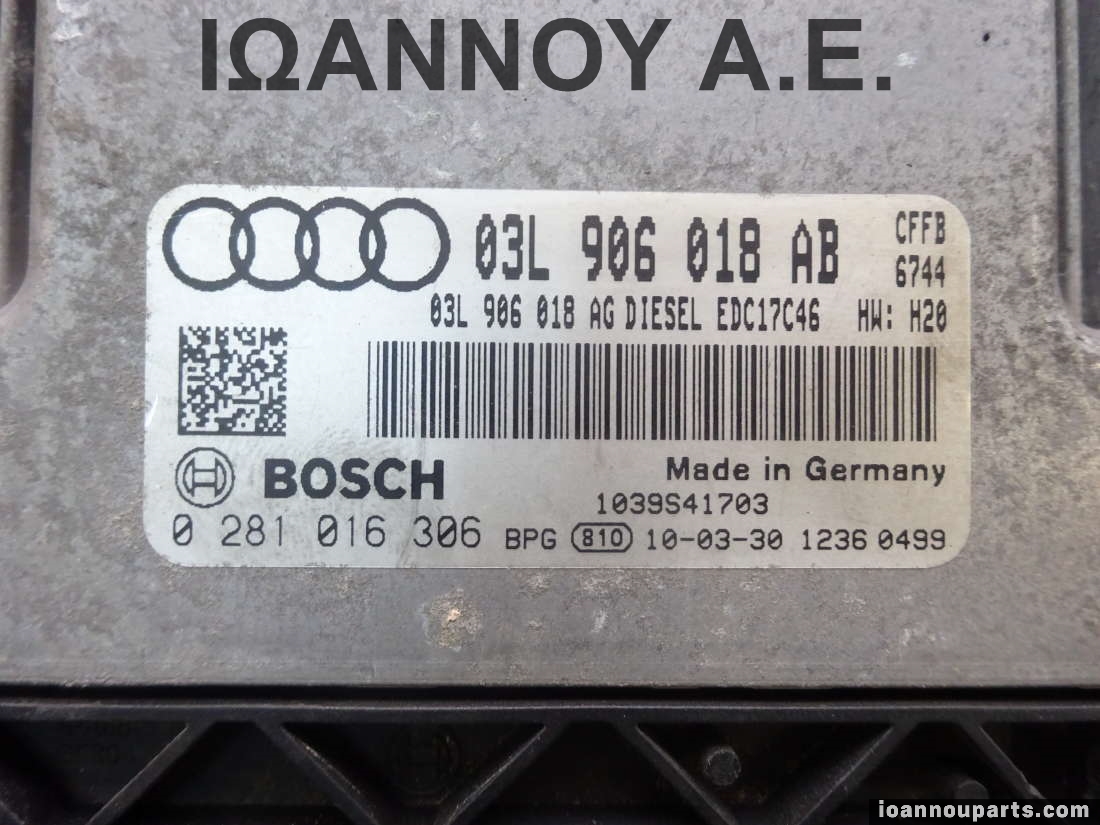 ΙΩΑΝΝΟΥ Α.Ε.
03L 906 018 AB
CFFB
6744
03L 906 018 AG DIESEL EDC17C46 HW: H20
BOSCH
Made in Germany
1039S41703
0 281 016 306 BPG 810 10-03-30 1236 0499
ioannouparts.com